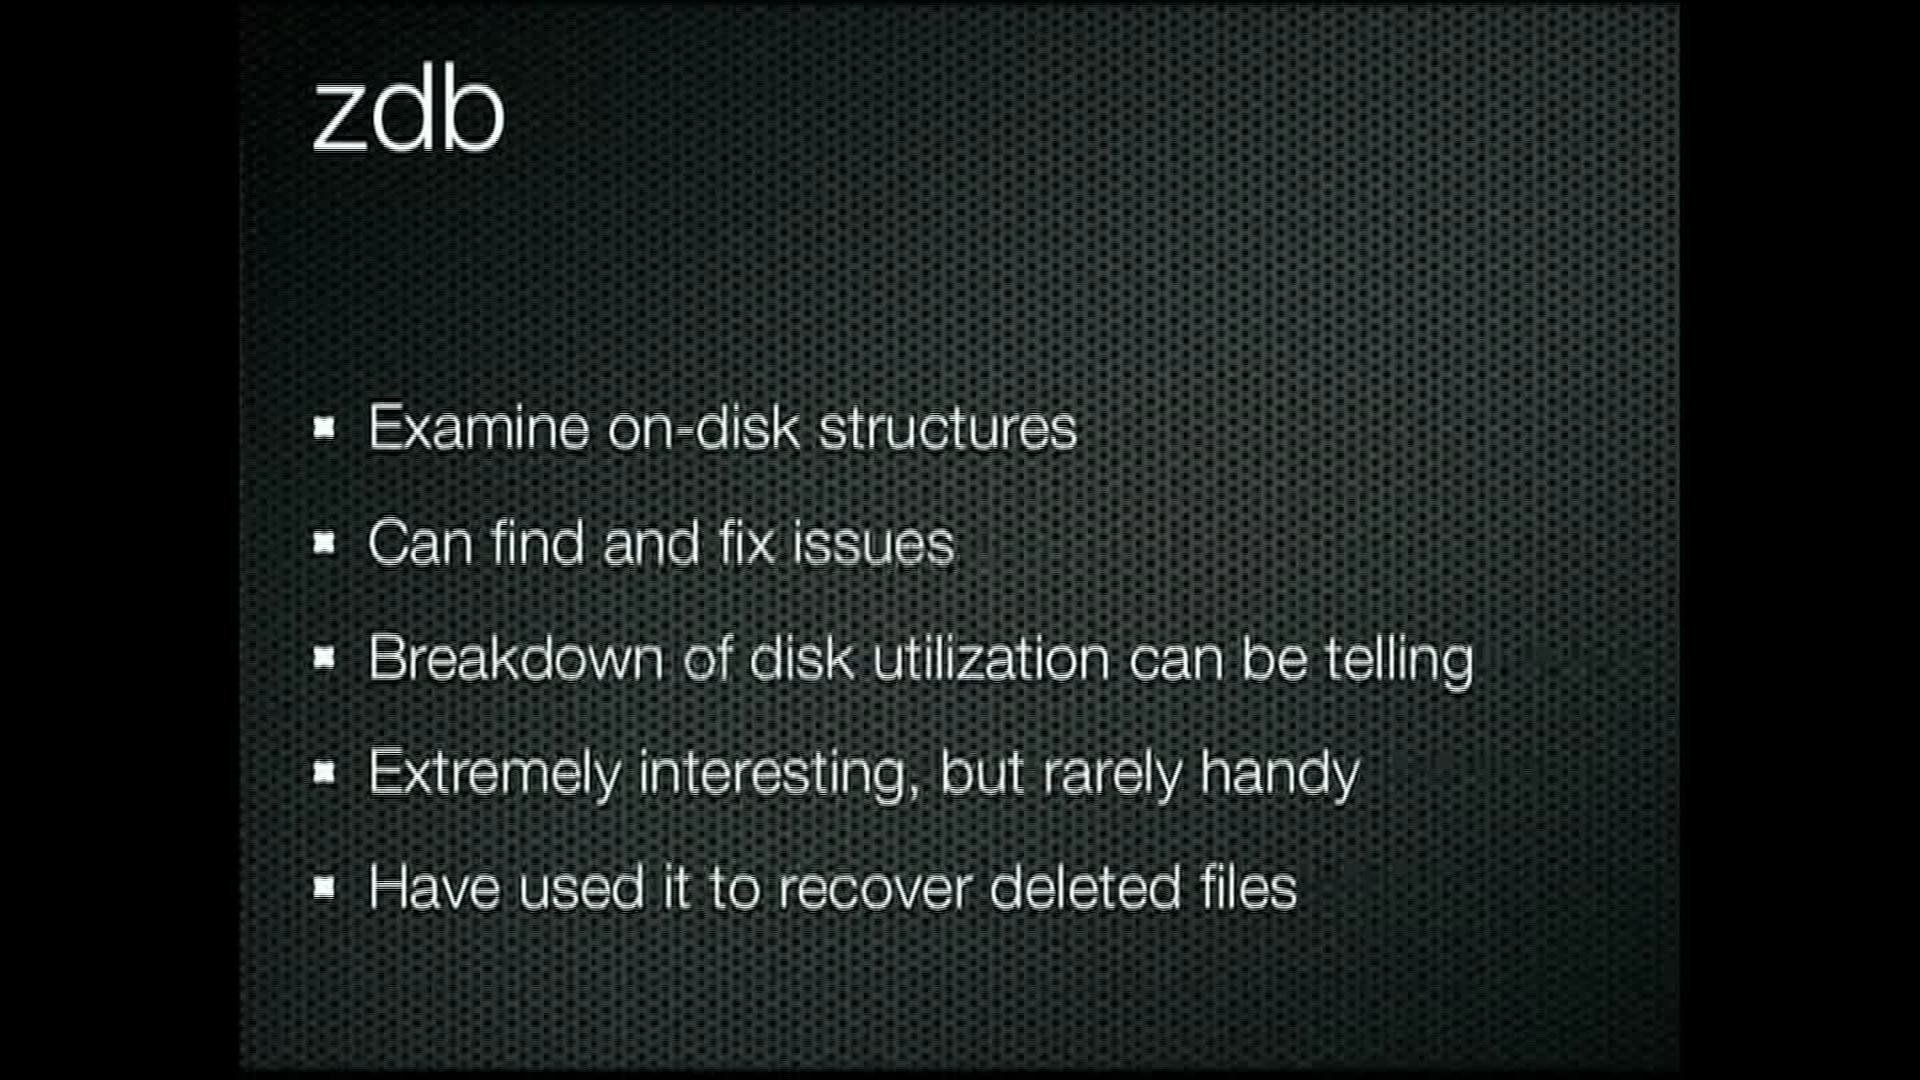 zdb
Examine on-disk structures
Can find and fix issues
Breakdown of disk utilization can be telling
Extremely interesting, but rarely handy
Have used it to recover deleted files